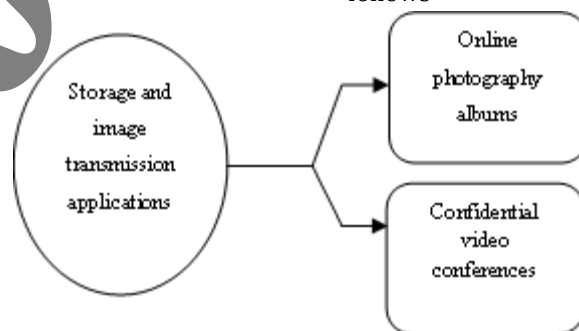 Storage and
image
transmission
applications
Online
photography
albums
Confidential
video
conferences